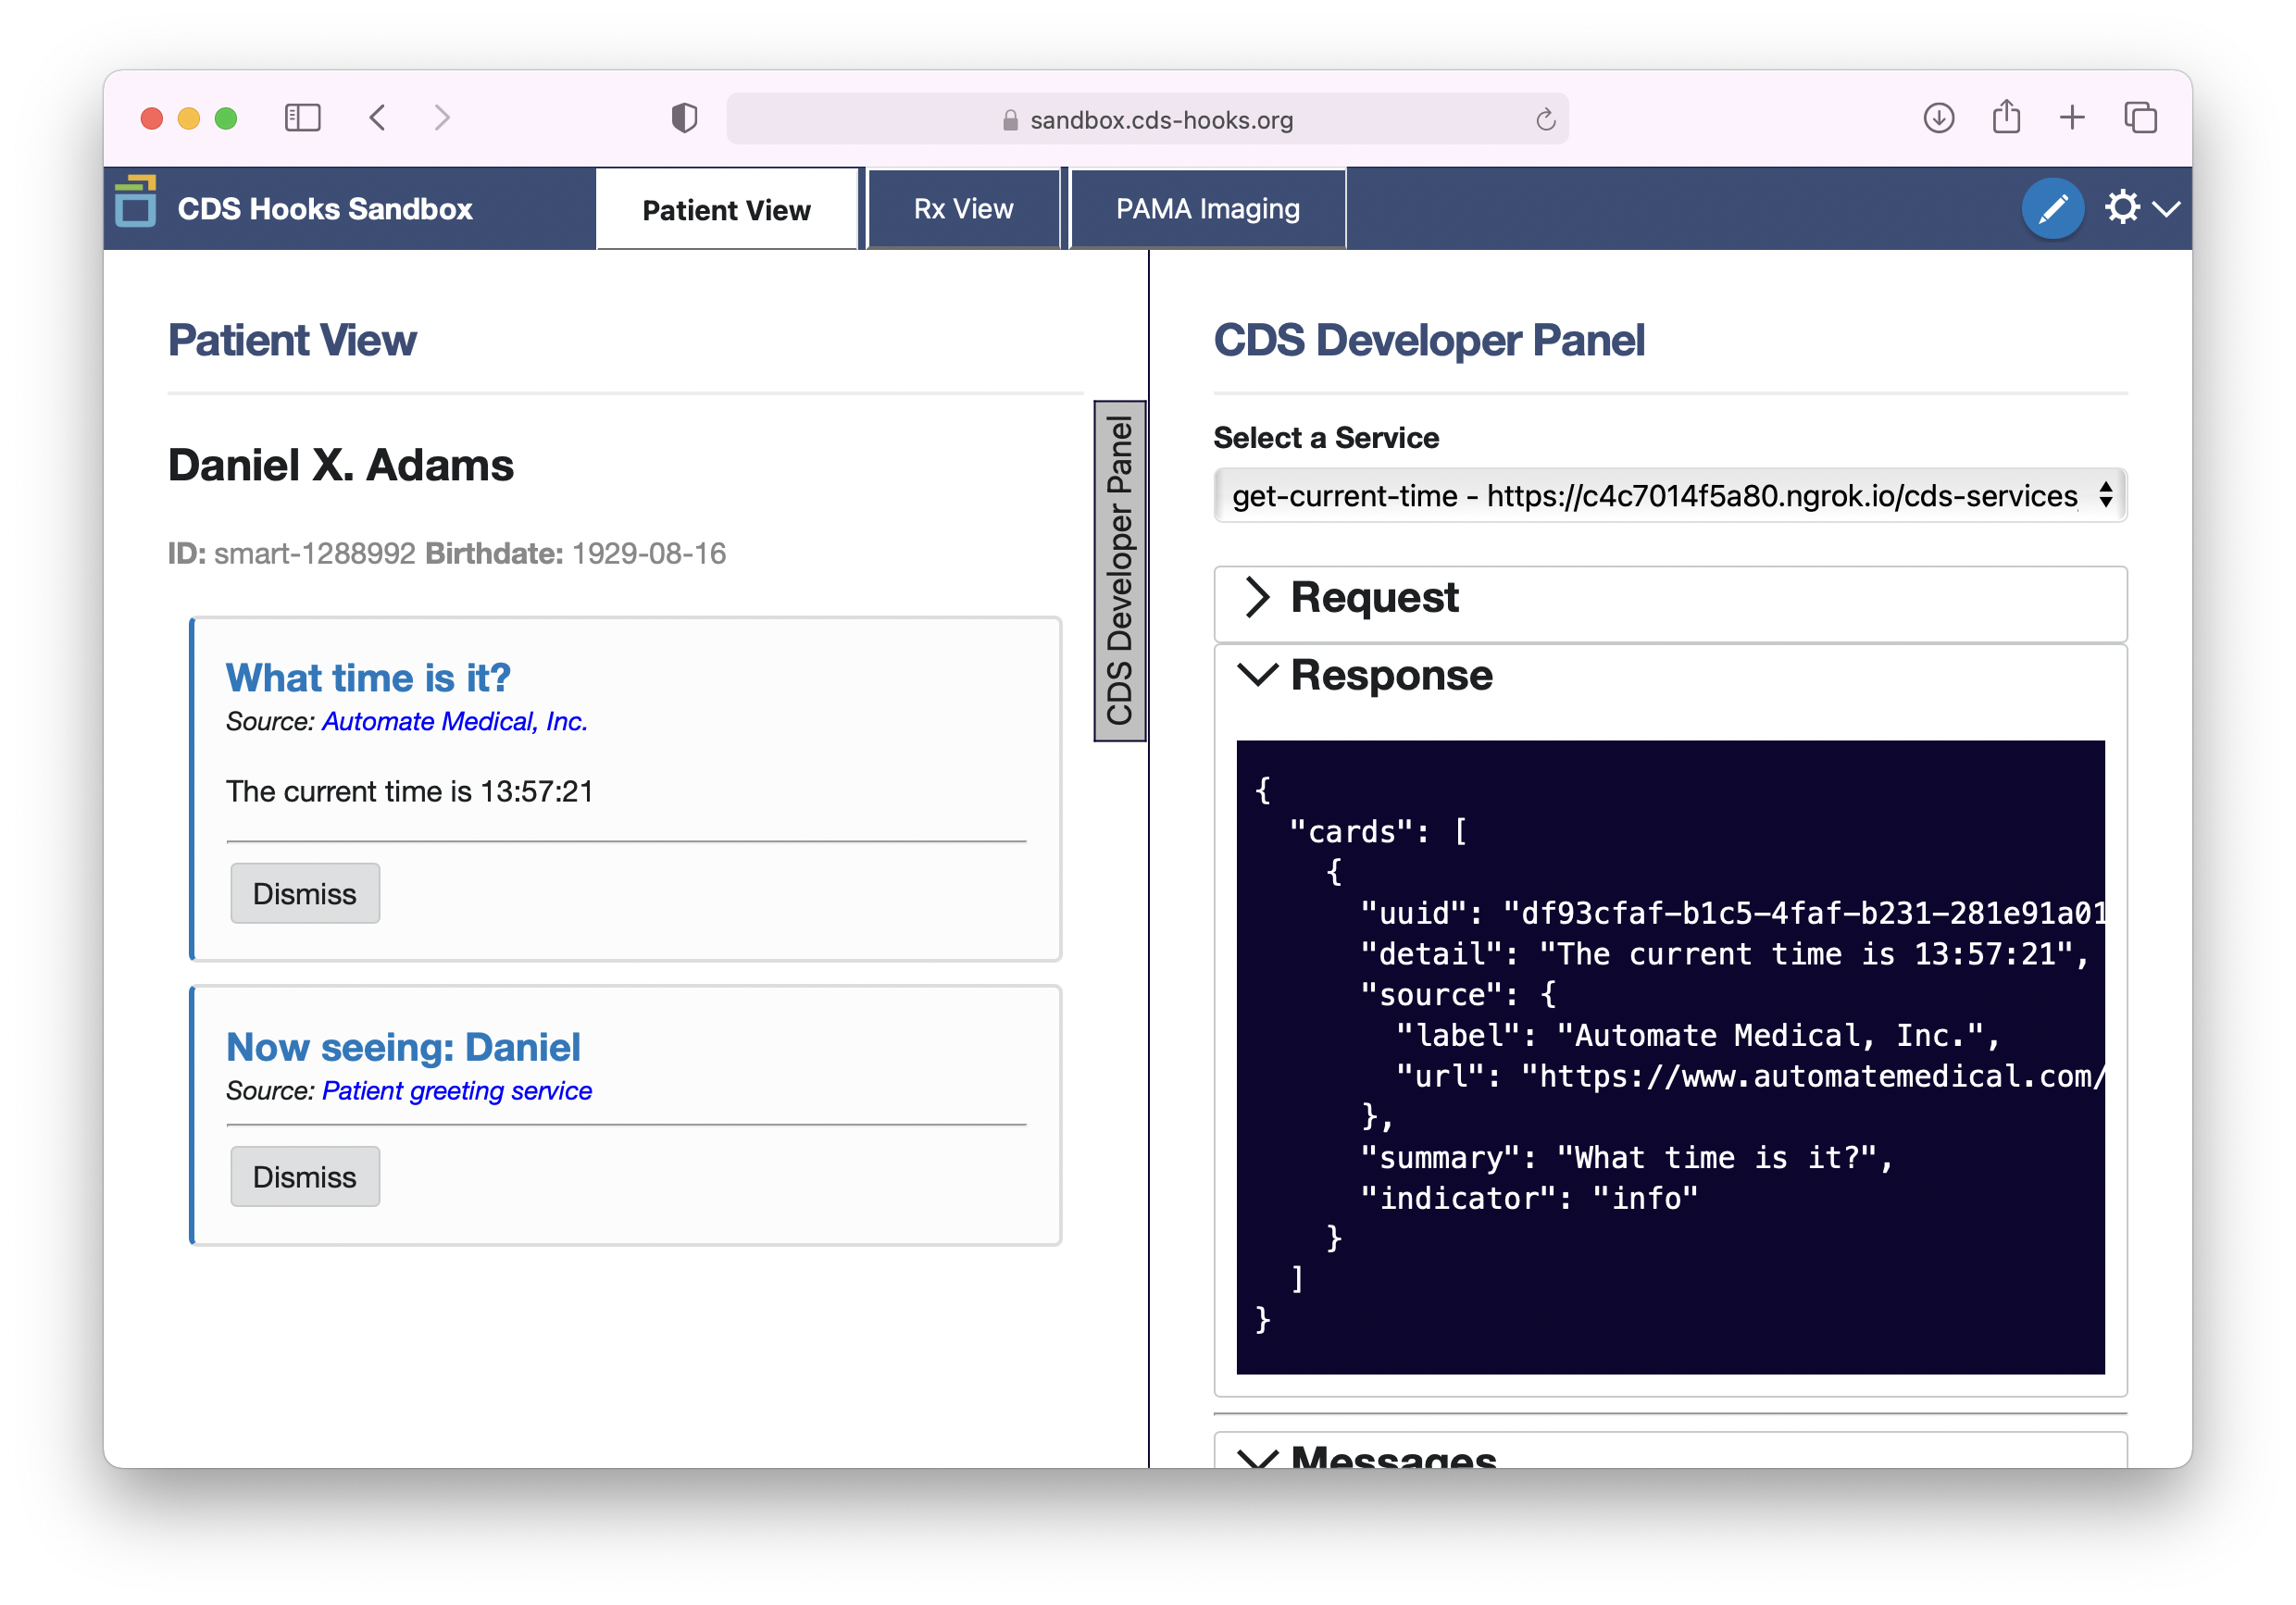 sandbox.cds-hooks.org
CDS Hooks Sandbox
Patient View
Rx View
PAMA Imaging
Patient View
Daniel X. Adams
ID: smart-1288992 Birthdate: 1929-08-16
What time is it?
Source: Automate Medical, Inc.
The current time is 13:57:21
Dismiss
Now seeing: Daniel
Source: Patient greeting service
Dismiss
CDS Developer Panel
CDS Developer Panel
Select a Service
get-current-time - https://c4c7014f5a80.ngrok.io/cds-services
Request
Response
{
"cards": [
{
"uuid": "df93cfaf-b1c5-4faf-b231-281e91a01
"detail": "The current time is 13:57:21",
"source": {
"label": "Automate Medical, Inc.",
"url": "https://www.automatemedical.com/
},
"summary": "What time is it?",
"indicator": "info"
}
]
}
Messages